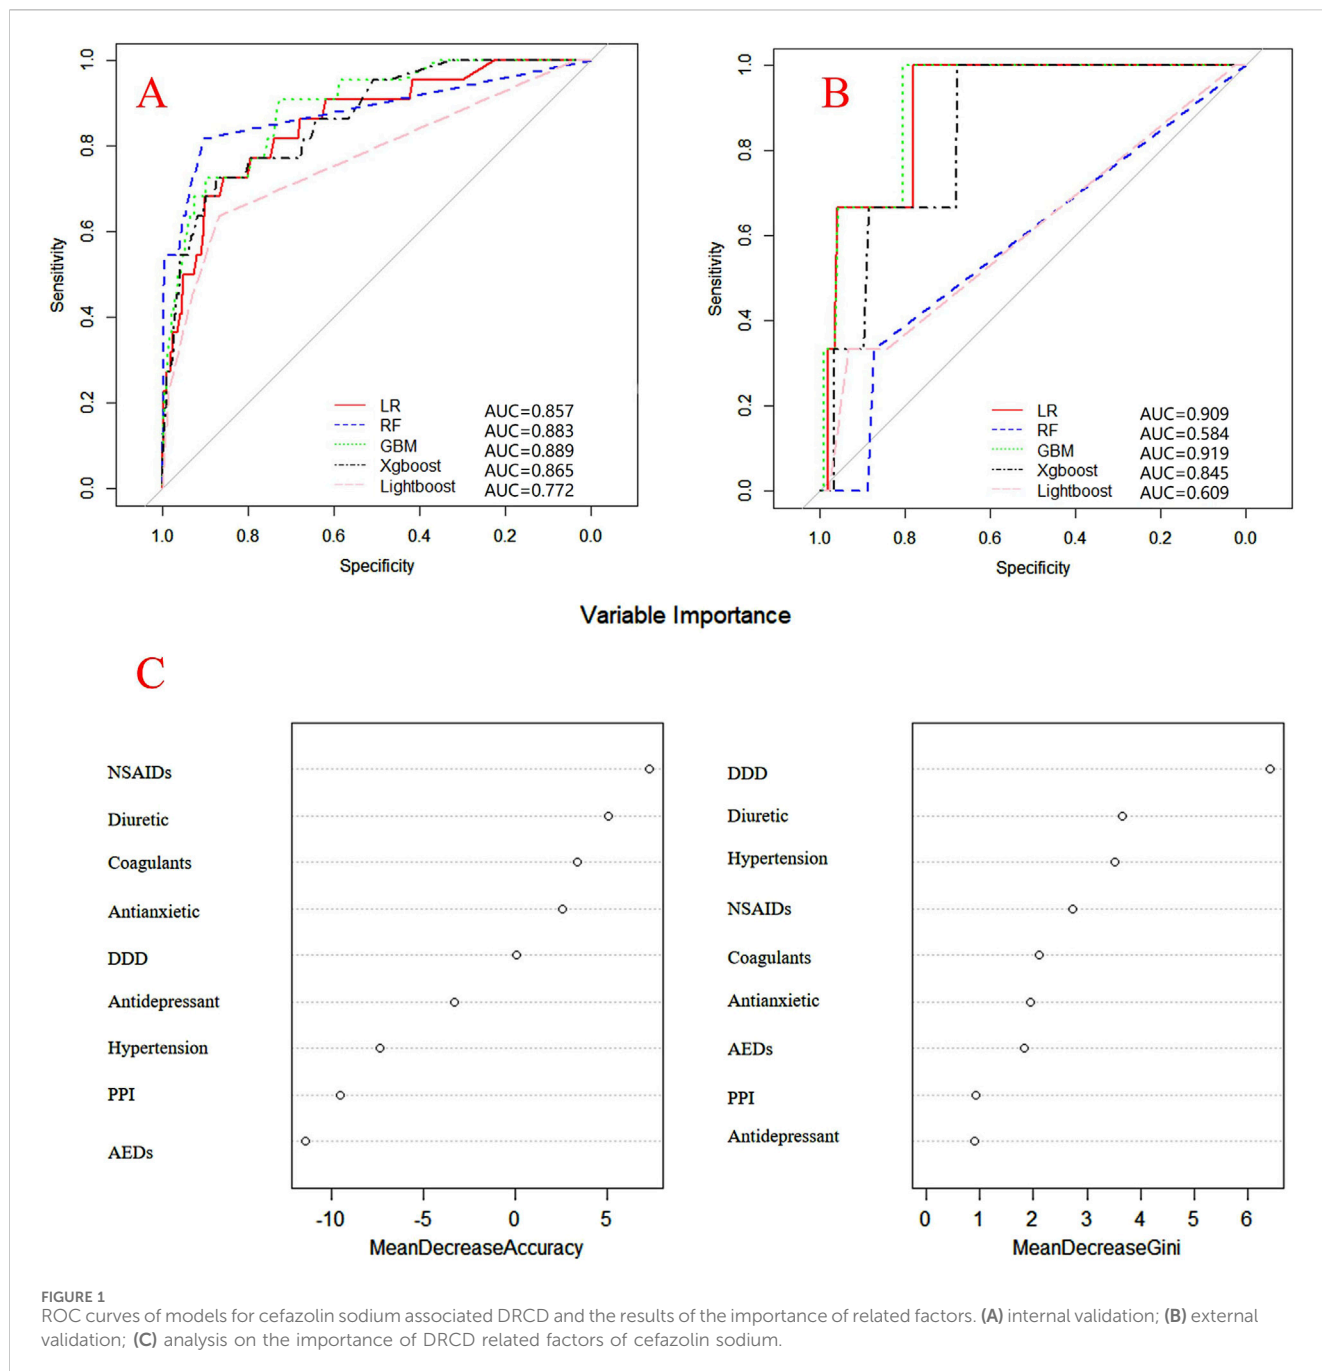 A
1.0
0.8
0.6
0.4
0.2
0.0
Sensitivity
LR AUC=0.857
RF AUC=0.883
GBM AUC=0.889
Xgboost AUC=0.865
Lightboost AUC=0.772
1.0 0.8 0.6 0.4 0.2 0.0
Specificity
B
1.0
0.8
0.6
0.4
0.2
0.0
Sensitivity
LR AUC=0.909
RF AUC=0.584
GBM AUC=0.919
Xgboost AUC=0.845
Lightboost AUC=0.609
1.0 0.8 0.6 0.4 0.2 0.0
Specificity
Variable Importance
C
NSAIDs
Diuretic
Coagulants
Antianxietic
DDD
Antidepressant
Hypertension
PPI
AEDs
-10 -5 0 5
MeanDecreaseAccuracy
DDD
Diuretic
Hypertension
NSAIDs
Coagulants
Antianxietic
AEDs
PPI
Antidepressant
0 1 2 3 4 5 6
MeanDecreaseGini
FIGURE 1
ROC curves of models for cefazolin sodium associated DRCD and the results of the importance of related factors. (A) internal validation; (B) external
validation; (C) analysis on the importance of DRCD related factors of cefazolin sodium.